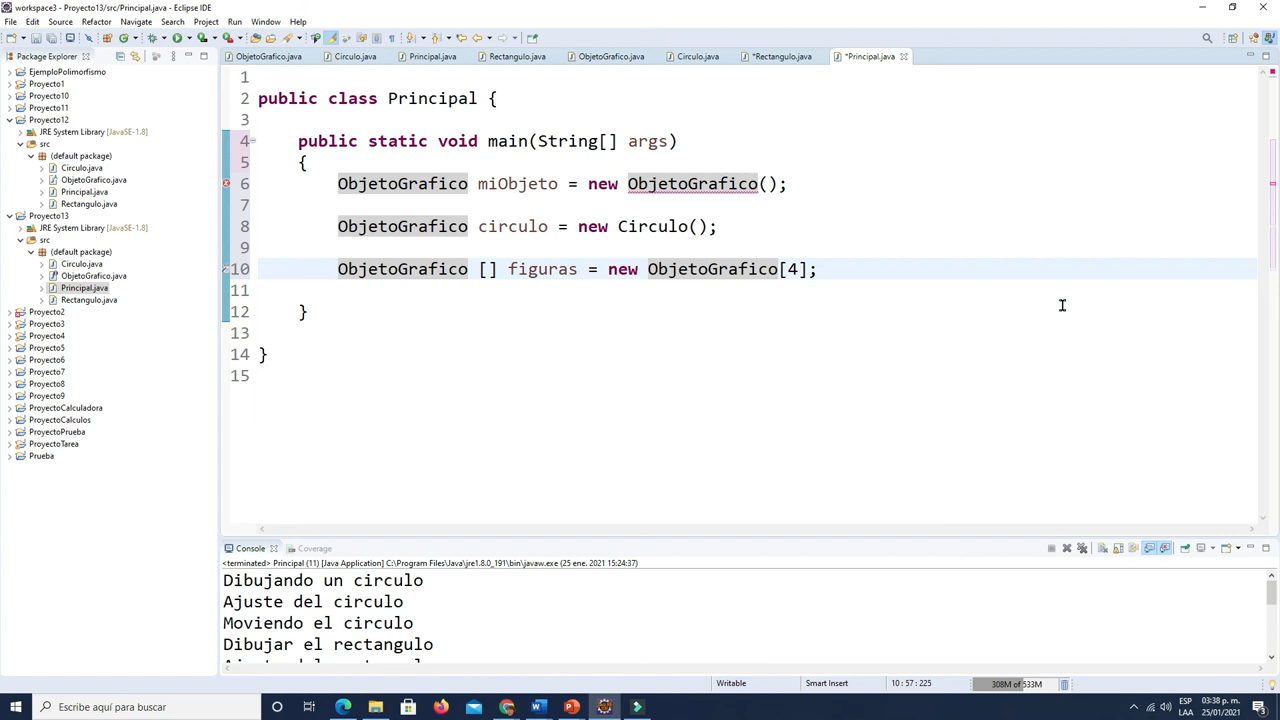 workspace3 - Proyecto13/src/Principal.java - Eclipse IDE
File Edit Source Refactor Navigate Search Project Run Window Help
Package Explorer
ObjetoGrafico.java Circulo.java Principal.java Rectangulo.java ObjetoGrafico.java Circulo.java *Rectangulo.java *Principal.java
EjemploPolimorfismo
Proyecto1
Proyecto10
Proyecto11
Proyecto12
JRE System Library [JavaSE-1.8]
src
(default package)
Circulo.java
ObjetoGrafico.java
Principal.java
Rectangulo.java
Proyecto13
JRE System Library [JavaSE-1.8]
src
(default package)
Circulo.java
ObjetoGrafico.java
Principal.java
Rectangulo.java
Proyecto2
Proyecto3
Proyecto4
Proyecto5
Proyecto6
Proyecto7
Proyecto8
Proyecto9
ProyectoCalculadora
ProyectoCalculos
ProyectoPrueba
ProyectoTarea
Prueba
1
2 public class Principal {
3
4 public static void main(String[] args)
5 {
6 ObjetoGrafico miObjeto = new ObjetoGrafico();
7
8 ObjetoGrafico circulo = new Circulo();
9
10 ObjetoGrafico [] figuras = new ObjetoGrafico[4];
11
12 }
13
14 }
15
Console Coverage
<terminated> Principal (11) [Java Application] C:\Program Files\Java\jre1.8.0_191\bin\javaw.exe (25 ene. 2021 15:24:37)
Dibujando un circulo
Ajuste del circulo
Moviendo el circulo
Dibujar el rectangulo
Writable Smart Insert 10 : 57 : 225 308M of 533M
Escribe aquí para buscar
ESP
LAA
03:38 p. m.
25/01/2021
3